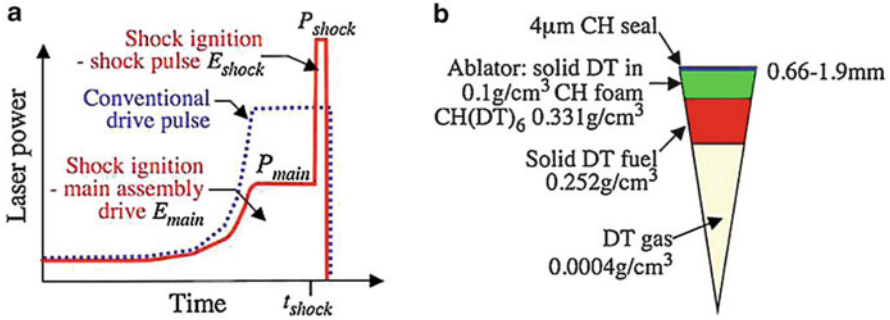 a
Shock ignition
- shock pulse E_shock
P_shock
Conventional
drive pulse
P_main
Shock ignition
- main assembly
drive E_main
Laser power
Time
t_shock
b
4μm CH seal
Ablator: solid DT in
0.1g/cm³ CH foam
CH(DT)₆ 0.331g/cm³
Solid DT fuel
0.252g/cm³
DT gas
0.0004g/cm³
0.66-1.9mm